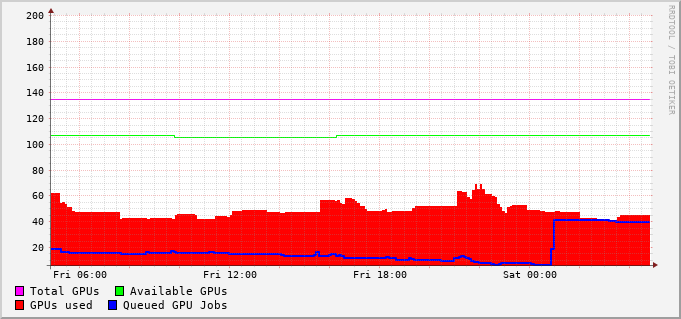 RRDTOOL / TOBI OETIKER
200
180
160
140
120
100
80
60
40
20
Fri 06:00 Fri 12:00 Fri 18:00 Sat 00:00
Total GPUs Available GPUs
GPUs used Queued GPU Jobs